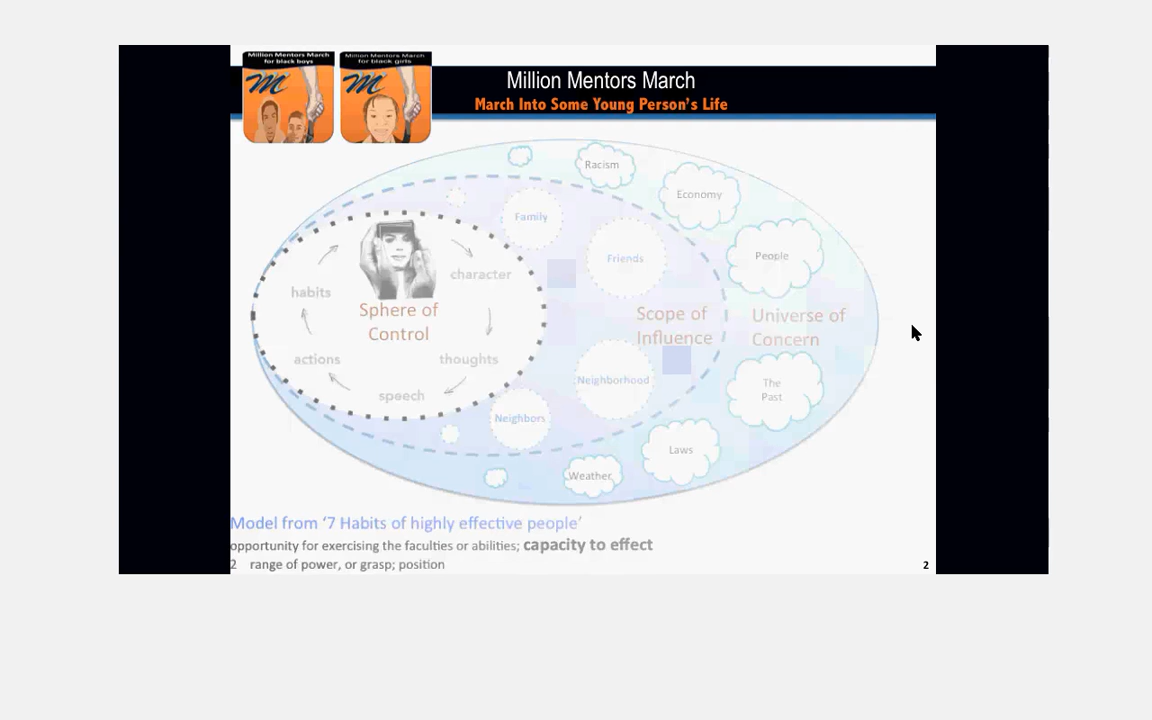 Million Mentors March
for black boys
Million Mentors March
for black girls
Million Mentors March
March Into Some Young Person's Life
Racism
Economy
Family
Friends
People
character
habits
Sphere of
Control
Scope of
Influence
Universe of
Concern
actions
thoughts
speech
Neighborhood
The
Past
Neighbors
Laws
Weather
Model from ‘7 Habits of highly effective people’
opportunity for exercising the faculties or abilities; capacity to effect
2 range of power, or grasp; position
2